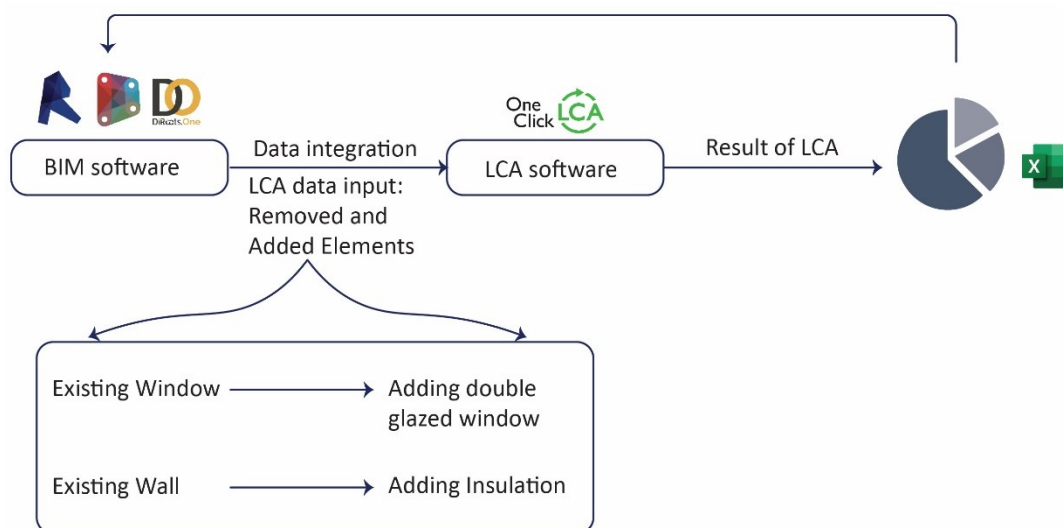 DO
DiRoots.One
One
Click LCA
BIM software
Data integration
LCA software
Result of LCA
LCA data input:
Removed and
Added Elements
X
Existing Window
Adding double
glazed window
Existing Wall
Adding Insulation